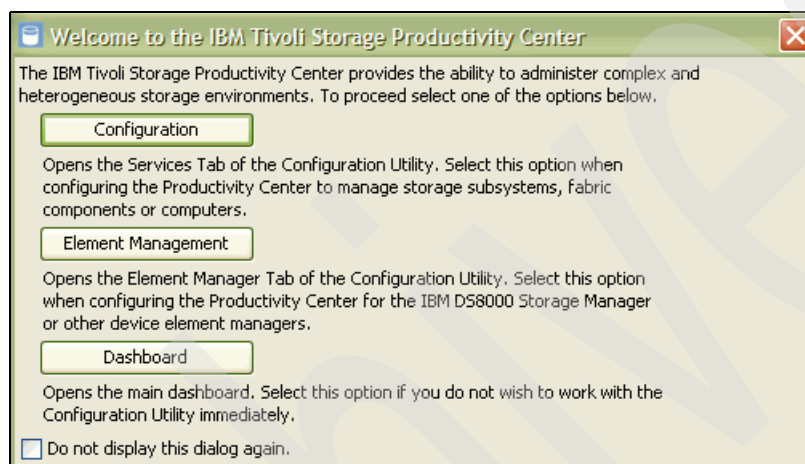 Welcome to the IBM Tivoli Storage Productivity Center
The IBM Tivoli Storage Productivity Center provides the ability to administer complex and
heterogeneous storage environments. To proceed select one of the options below.
Configuration
Opens the Services Tab of the Configuration Utility. Select this option when
configuring the Productivity Center to manage storage subsystems, fabric
components or computers.
Element Management
Opens the Element Manager Tab of the Configuration Utility. Select this option
when configuring the Productivity Center for the IBM DS8000 Storage Manager
or other device element managers.
Dashboard
Opens the main dashboard. Select this option if you do not wish to work with the
Configuration Utility immediately.
Do not display this dialog again.